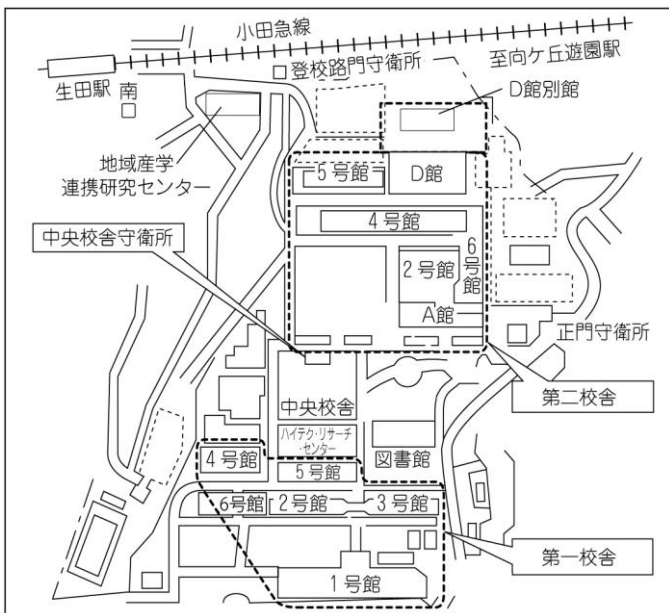 小田急線
登校路門守衛所
至向ケ丘遊園駅
生田駅
南
□
D館別館
地域産学
連携研究センター
5号館
D館
中央校舎守衛所
4号館
6号館
2号館
A館
正門守衛所
第二校舎
中央校舎
ハイテク・リサーチ
・センター
図書館
4号館
5号館
6号館
2号館
3号館
第一校舎
1号館